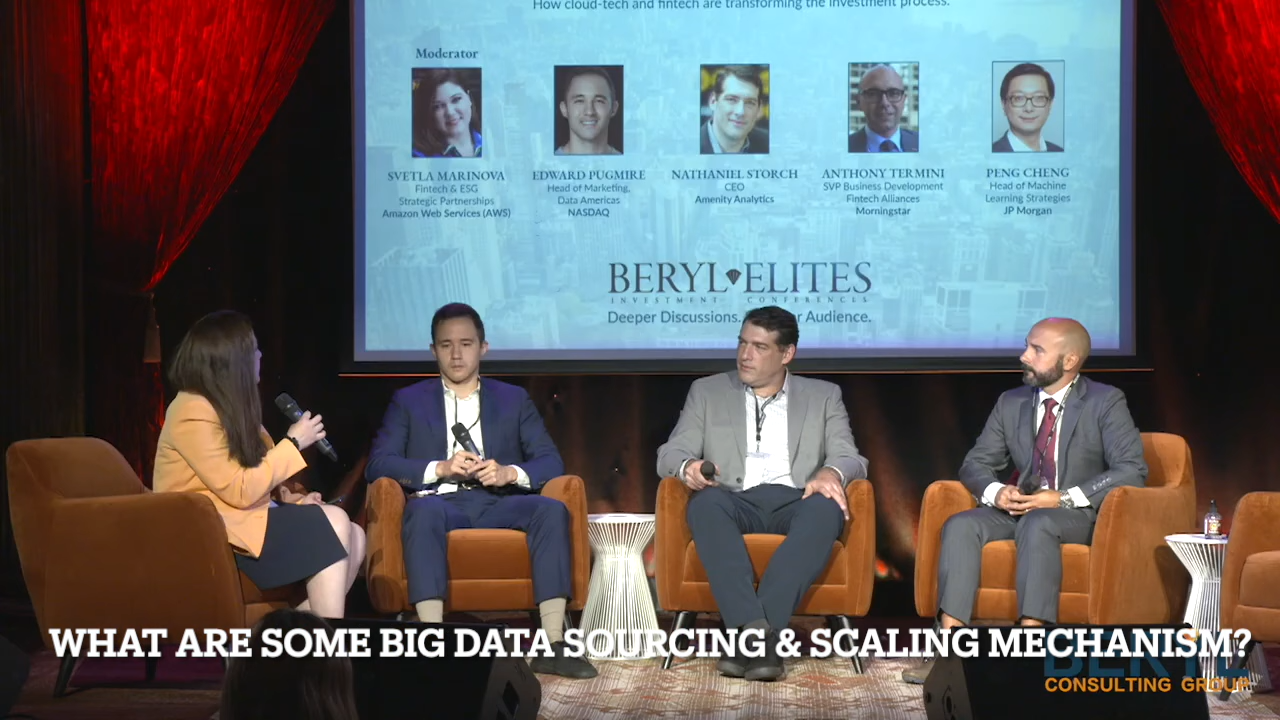 How cloud-tech and fintech are transforming the investment process.
Moderator
SVETLA MARINOVA
Fintech & ESG
Strategic Partnerships
Amazon Web Services (AWS)
EDWARD PUGMIRE
Head of Marketing,
Data Americas
NASDAQ
NATHANIEL STORCH
CEO
Amenity Analytics
ANTHONY TERMINI
SVP Business Development
Fintech Alliances
Morningstar
PENG CHENG
Head of Machine
Learning Strategies
JP Morgan
BERYL ELITES
INVESTMENT CONFERENCES
Deeper Discussions. Audience.
WHAT ARE SOME BIG DATA SOURCING & SCALING MECHANISM?
BERYL
CONSULTING GROUP